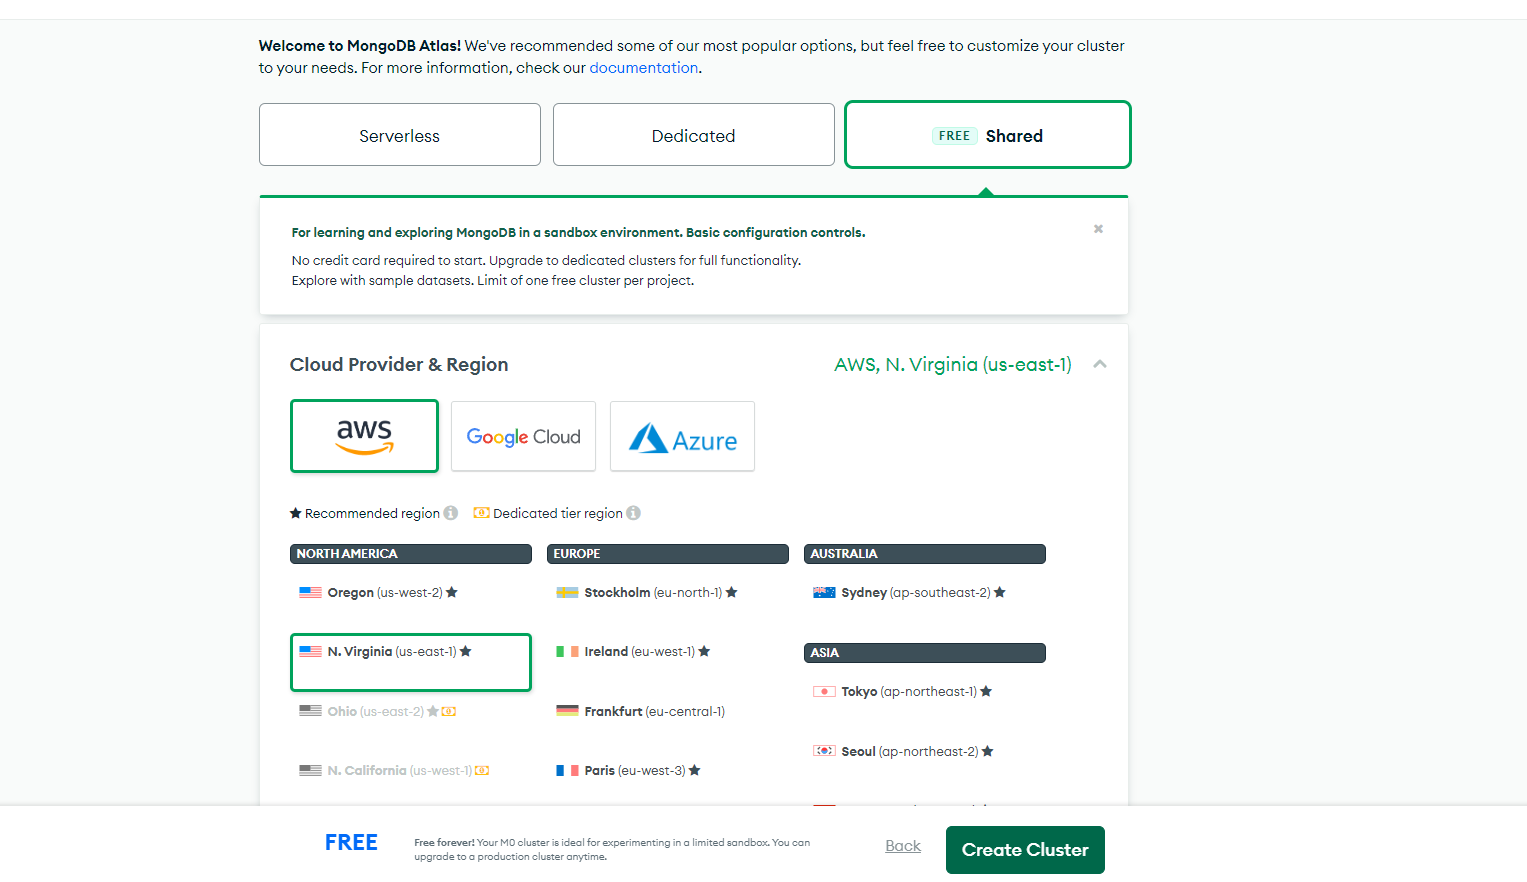 Welcome to MongoDB Atlas! We've recommended some of our most popular options, but feel free to customize your cluster
to your needs. For more information, check our documentation.
Serverless
Dedicated
FREE Shared
For learning and exploring MongoDB in a sandbox environment. Basic configuration controls.
No credit card required to start. Upgrade to dedicated clusters for full functionality.
Explore with sample datasets. Limit of one free cluster per project.
Cloud Provider & Region
AWS, N. Virginia (us-east-1)
aws
Google Cloud
Azure
Recommended region
Dedicated tier region
NORTH AMERICA
Oregon (us-west-2)
N. Virginia (us-east-1)
Ohio (us-east-2)
N. California (us-west-1)
EUROPE
Stockholm (eu-north-1)
Ireland (eu-west-1)
Frankfurt (eu-central-1)
Paris (eu-west-3)
AUSTRALIA
Sydney (ap-southeast-2)
ASIA
Tokyo (ap-northeast-1)
Seoul (ap-northeast-2)
FREE
Free forever! Your M0 cluster is ideal for experimenting in a limited sandbox. You can
upgrade to a production cluster anytime.
Back
Create Cluster